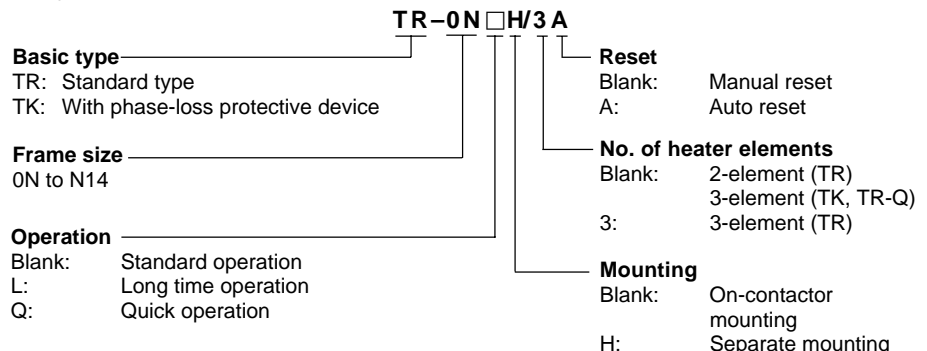 TR–0N□H/3A
Basic type
TR: Standard type
TK: With phase-loss protective device
Frame size
0N to N14
Operation
Blank: Standard operation
L: Long time operation
Q: Quick operation
Reset
Blank: Manual reset
A: Auto reset
No. of heater elements
Blank: 2-element (TR)
3-element (TK, TR-Q)
3: 3-element (TR)
Mounting
Blank: On-contactor
mounting
H: Separate mounting